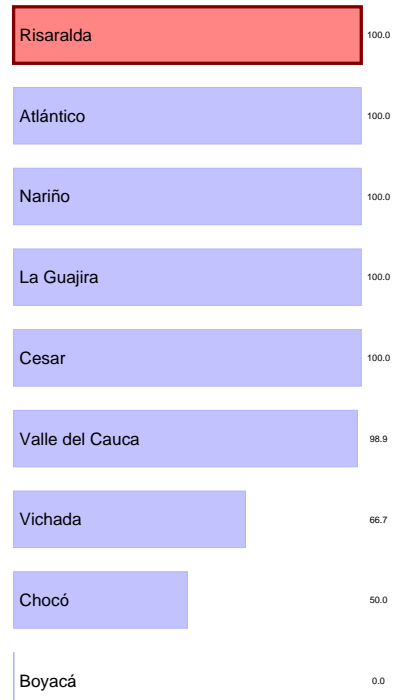 Risaralda 100.0
Atlántico 100.0
Nariño 100.0
La Guajira 100.0
Cesar 100.0
Valle del Cauca 98.9
Vichada 66.7
Chocó 50.0
Boyacá 0.0